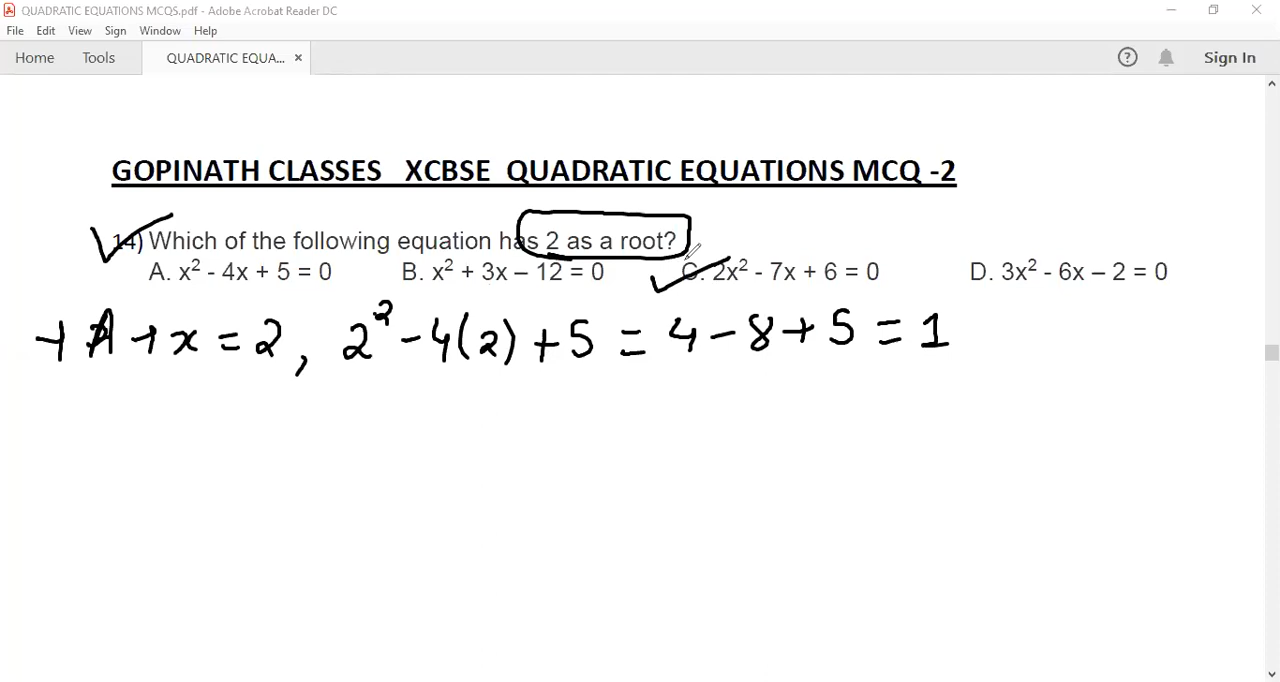 QUADRATIC EQUATIONS MCQS.pdf - Adobe Acrobat Reader DC
File Edit View Sign Window Help
Home Tools QUADRATIC EQUA... × Sign In
GOPINATH CLASSES XCBSE QUADRATIC EQUATIONS MCQ -2
14) Which of the following equation has 2 as a root?
A. x² - 4x + 5 = 0 B. x² + 3x – 12 = 0 C. 2x² - 7x + 6 = 0 D. 3x² - 6x – 2 = 0
→ A → x = 2, 2² - 4(2) + 5 = 4 - 8 + 5 = 1